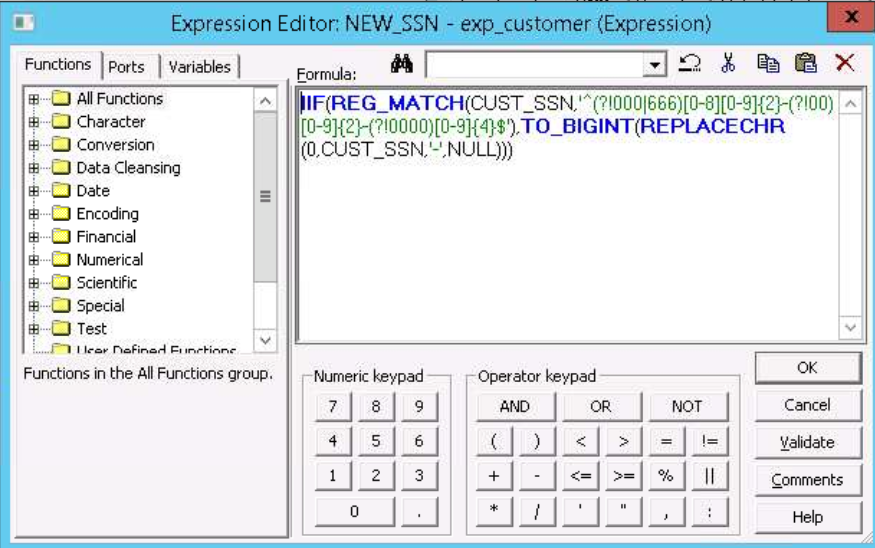 Expression Editor: NEW_SSN - exp_customer (Expression)
Functions
Ports
Variables
Formula:
All Functions
Character
Conversion
Data Cleansing
Date
Encoding
Financial
Numerical
Scientific
Special
Test
User Defined Functions
IIF(REG_MATCH(CUST_SSN,'^(?!000|666)[0-8][0-9]{2}-(?!00)
[0-9]{2}-(?!0000)[0-9]{4}$'),TO_BIGINT(REPLACECHR
(0,CUST_SSN,'-',NULL)))
Functions in the All Functions group.
Numeric keypad
7 8 9
4 5 6
1 2 3
0 .
Operator keypad
AND OR NOT
( ) < > = !=
+ - <= >= % ||
* / ' " , :
OK
Cancel
Validate
Comments
Help